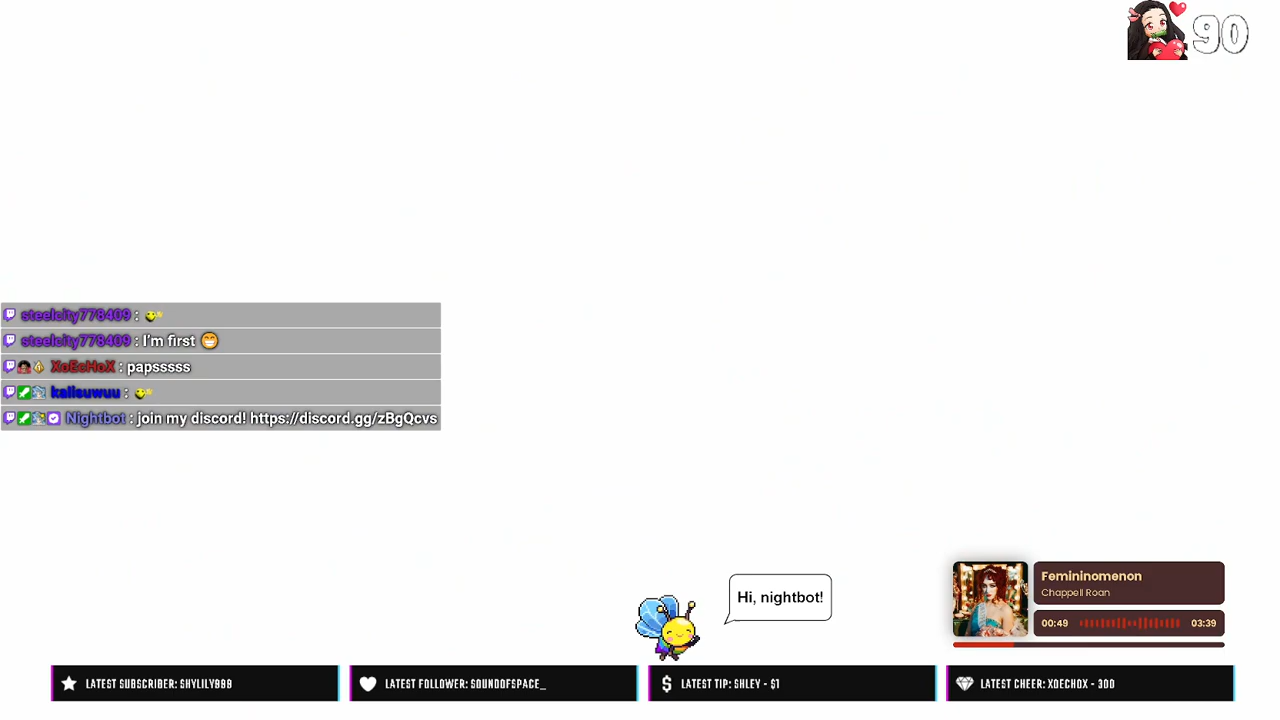 90
steelcity778409 :
steelcity778409 : I'm first 😁
XoEcHoX : papsssss
kaiisuwuu :
Nightbot : join my discord! https://discord.gg/zBgQcvs
Hi, nightbot!
Femininomenon
Chappell Roan
00:49 03:39
LATEST SUBSCRIBER: SHYLILY888
LATEST FOLLOWER: SOUNDOFSPACE_
LATEST TIP: SHLEY - $1
LATEST CHEER: XOECHOX - 300